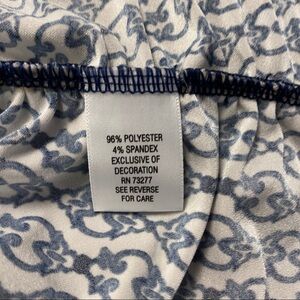 96% POLYESTER
4% SPANDEX
EXCLUSIVE OF
DECORATION
RN 73277
SEE REVERSE
FOR CARE